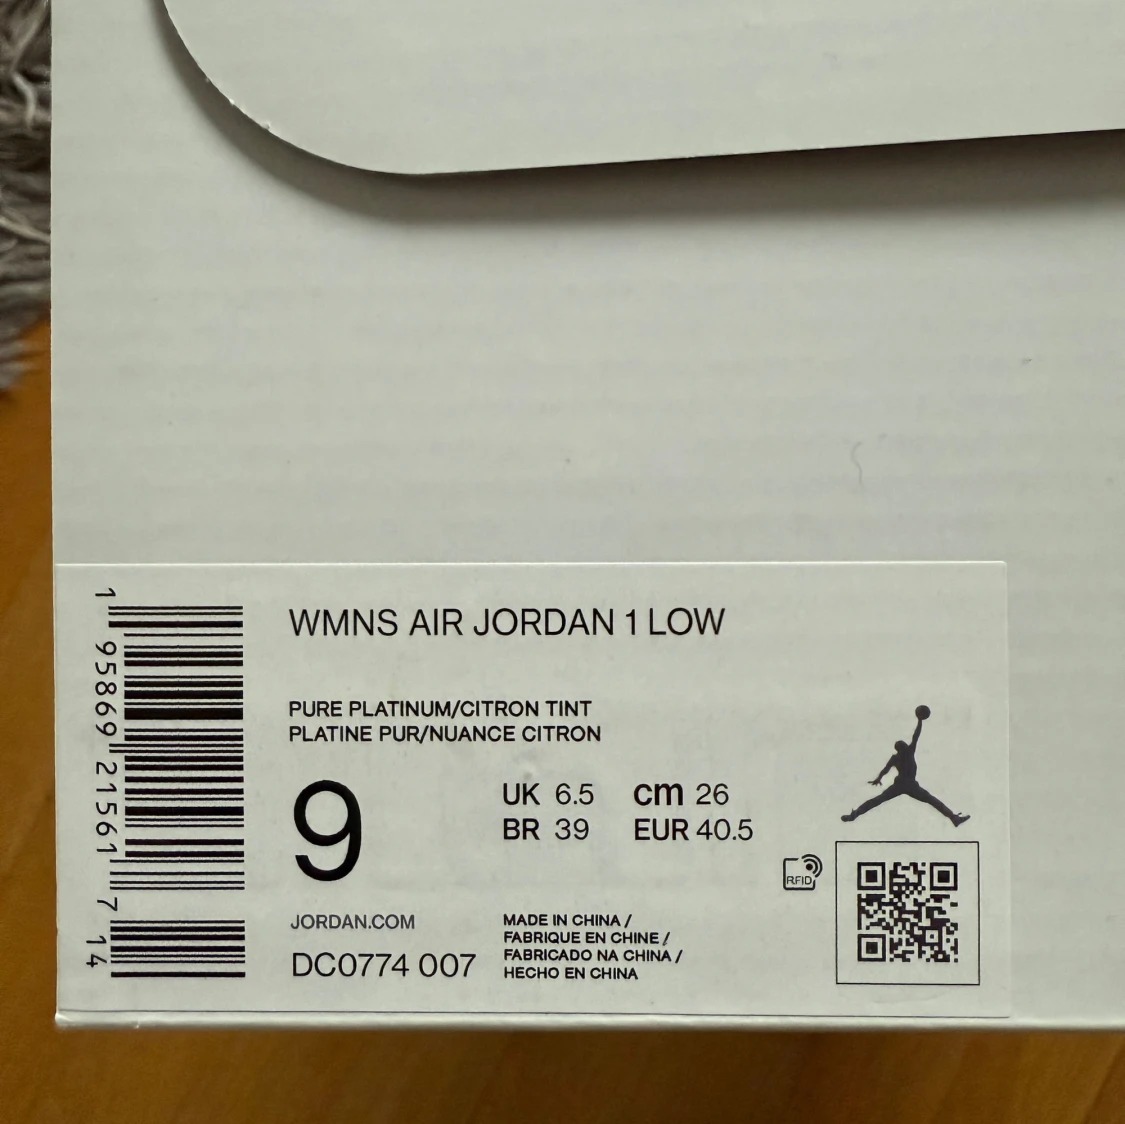 WMNS AIR JORDAN 1 LOW
PURE PLATINUM/CITRON TINT
PLATINE PUR/NUANCE CITRON
9
UK 6.5 cm 26
BR 39 EUR 40.5
RFID
JORDAN.COM
DC0774 007
MADE IN CHINA /
FABRIQUE EN CHINE /
FABRICADO NA CHINA /
HECHO EN CHINA
1 95869 21561 7 14